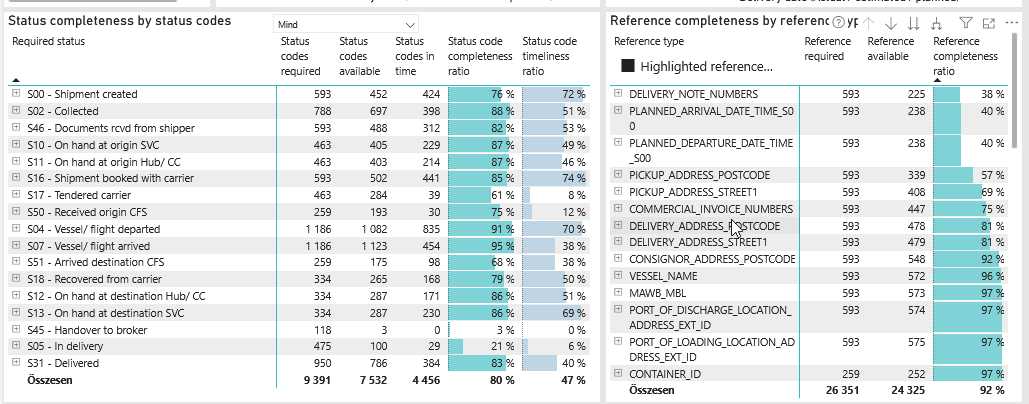 Status completeness by status codes
Mind
Required status
Status codes required
Status codes available
Status codes in time
Status code completeness ratio
Status code timeliness ratio
S00 - Shipment created 593 452 424 76 % 72 %
S02 - Collected 788 697 398 88 % 51 %
S46 - Documents rcvd from shipper 593 488 312 82 % 53 %
S10 - On hand at origin SVC 463 405 229 87 % 49 %
S11 - On hand at origin Hub/ CC 463 403 214 87 % 46 %
S16 - Shipment booked with carrier 593 502 441 85 % 74 %
S17 - Tendered carrier 463 284 39 61 % 8 %
S50 - Received origin CFS 259 193 30 75 % 12 %
S04 - Vessel/ flight departed 1 186 1 082 835 91 % 70 %
S07 - Vessel/ flight arrived 1 186 1 123 454 95 % 38 %
S51 - Arrived destination CFS 259 175 98 68 % 38 %
S18 - Recovered from carrier 334 265 168 79 % 50 %
S12 - On hand at destination Hub/ CC 334 287 171 86 % 51 %
S13 - On hand at destination SVC 334 287 230 86 % 69 %
S45 - Handover to broker 118 3 0 3 % 0 %
S05 - In delivery 475 100 29 21 % 6 %
S31 - Delivered 950 786 384 83 % 40 %
Összesen 9 391 7 532 4 456 80 % 47 %
Reference completeness by
Reference type
Highlighted reference...
Reference required
Reference available
Reference completeness ratio
DELIVERY_NOTE_NUMBERS 593 225 38 %
PLANNED_ARRIVAL_DATE_TIME_S0 593 238 40 %
0
PLANNED_DEPARTURE_DATE_TIME 593 238 40 %
_S00
PICKUP_ADDRESS_POSTCODE 593 339 57 %
PICKUP_ADDRESS_STREET1 593 408 69 %
COMMERCIAL_INVOICE_NUMBERS 593 447 75 %
DELIVERY_ADDRESS_POSTCODE 593 478 81 %
DELIVERY_ADDRESS_STREET1 593 479 81 %
CONSIGNOR_ADDRESS_POSTCODE 593 548 92 %
VESSEL_NAME 593 572 96 %
MAWB_MBL 593 573 97 %
PORT_OF_DISCHARGE_LOCATION_ 593 574 97 %
ADDRESS_EXT_ID
PORT_OF_LOADING_LOCATION_AD 593 575 97 %
DRESS_EXT_ID
CONTAINER_ID 259 252 97 %
Összesen 26 351 24 325 92 %